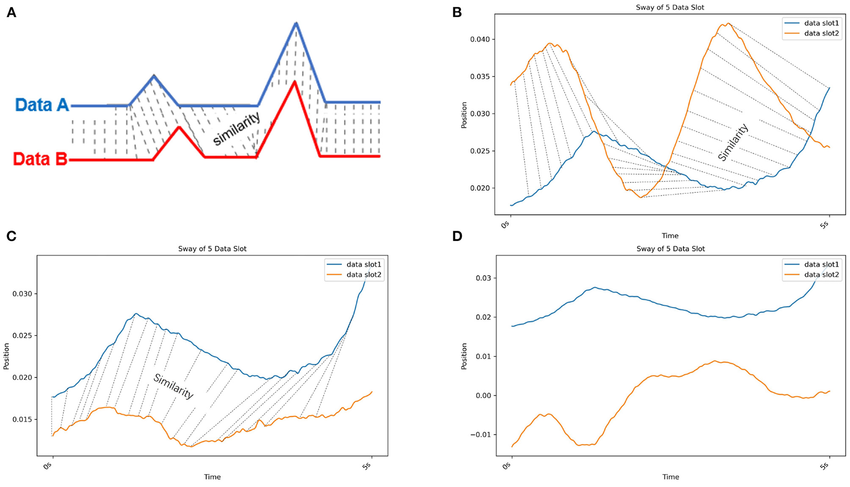 A
Data A
Data B
similarity
B
Sway of 5 Data Slot
data slot1
data slot2
0.040
0.035
0.030
0.025
0.020
Position
Similarity
0s
5s
Time
C
Sway of 5 Data Slot
data slot1
data slot2
0.030
0.025
0.020
0.015
Position
Similarity
0s
5s
Time
D
Sway of 5 Data Slot
data slot1
data slot2
0.03
0.02
0.01
0.00
−0.01
Position
0s
5s
Time